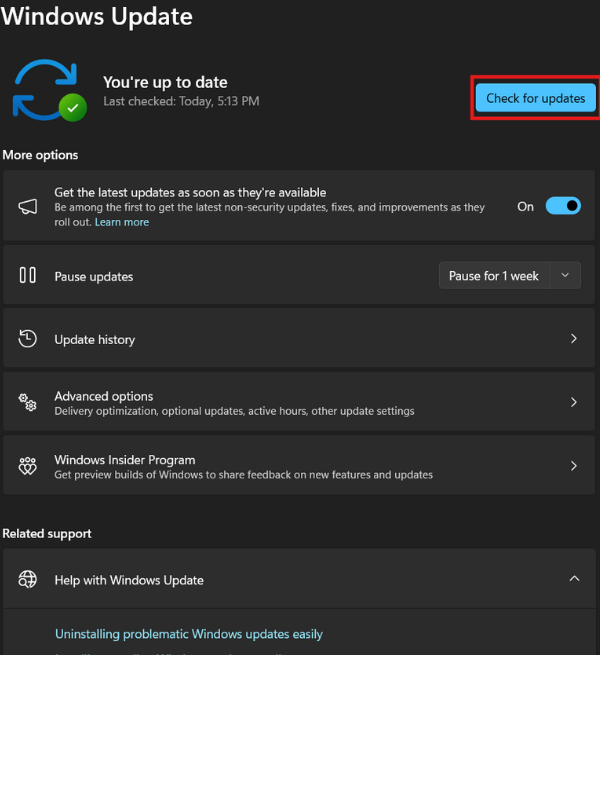 Windows Update
You're up to date
Last checked: Today, 5:13 PM
Check for updates
More options
Get the latest updates as soon as they're available
Be among the first to get the latest non-security updates, fixes, and improvements as they
roll out. Learn more
On
Pause updates
Pause for 1 week
Update history
Advanced options
Delivery optimization, optional updates, active hours, other update settings
Windows Insider Program
Get preview builds of Windows to share feedback on new features and updates
Related support
Help with Windows Update
Uninstalling problematic Windows updates easily